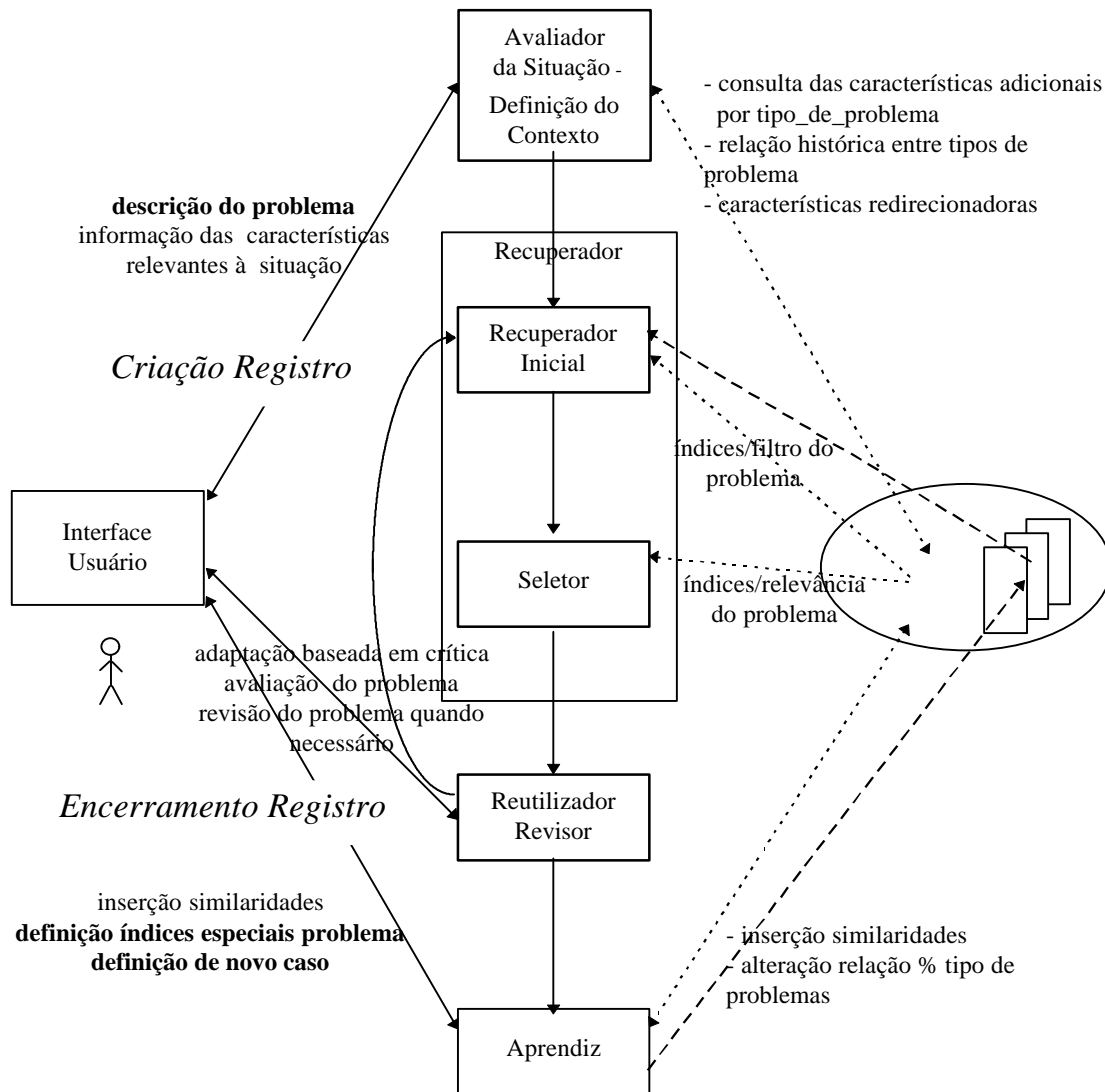 Avaliador
da Situação -
Definição do
Contexto
- consulta das características adicionais
por tipo_de_problema
- relação histórica entre tipos de
problema
- características redirecionadoras
descrição do problema
informação das características
relevantes à situação
Recuperador
Recuperador
Inicial
Criação Registro
índices/filtro do
problema
Interface
Usuário
Seletor
índices/relevância
do problema
adaptação baseada em crítica
avaliação do problema
revisão do problema quando
necessário
Encerramento Registro
Reutilizador
Revisor
inserção similaridades
definição índices especiais problema
definição de novo caso
- inserção similaridades
- alteração relação % tipo de
problemas
Aprendiz